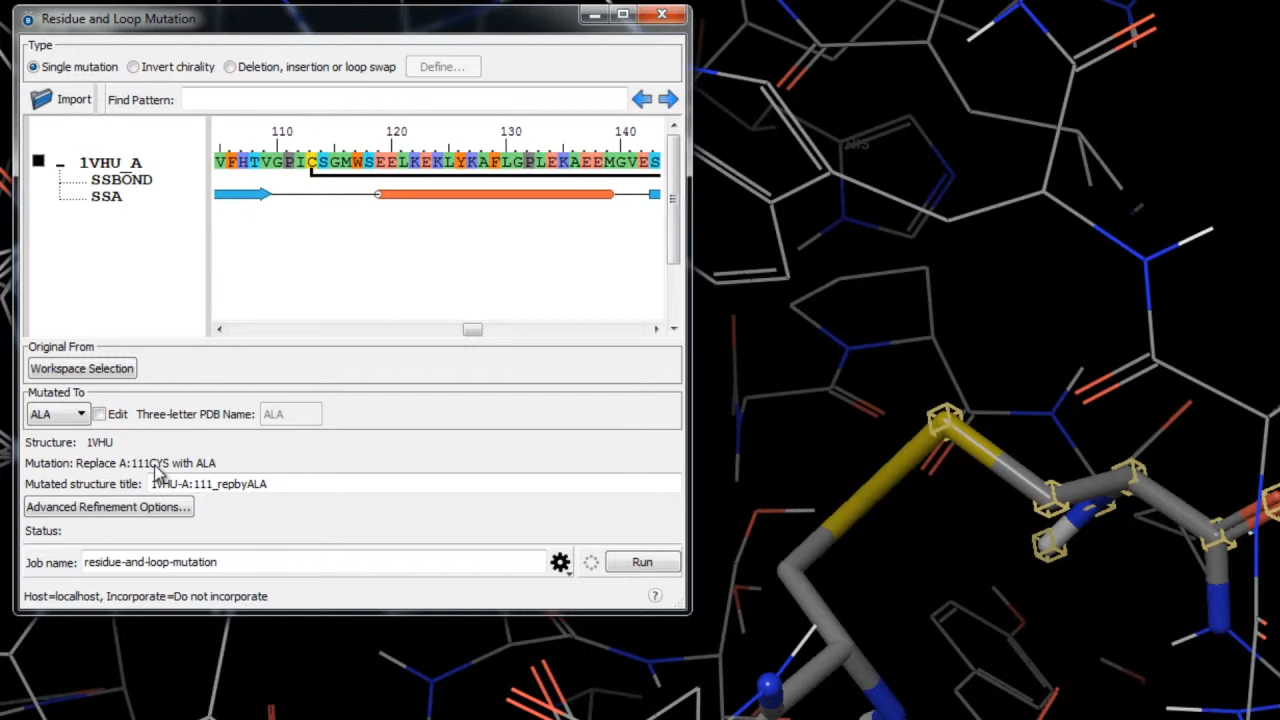 Residue and Loop Mutation
Type
Single mutation Invert chirality Deletion, insertion or loop swap Define...
Import Find Pattern:
110 120 130 140
1VHU_A VFHTVGPICSGMWSEELKEKLYKAFLGPLEKAEEMGVES
SSBOND
SSA
Original From
Workspace Selection
Mutated To
ALA Edit Three-letter PDB Name: ALA
Structure: 1VHU
Mutation: Replace A:111CYS with ALA
Mutated structure title: 1VHU-A:111_repbyALA
Advanced Refinement Options...
Status:
Job name: residue-and-loop-mutation Run
Host=localhost, Incorporate=Do not incorporate ?
HIS